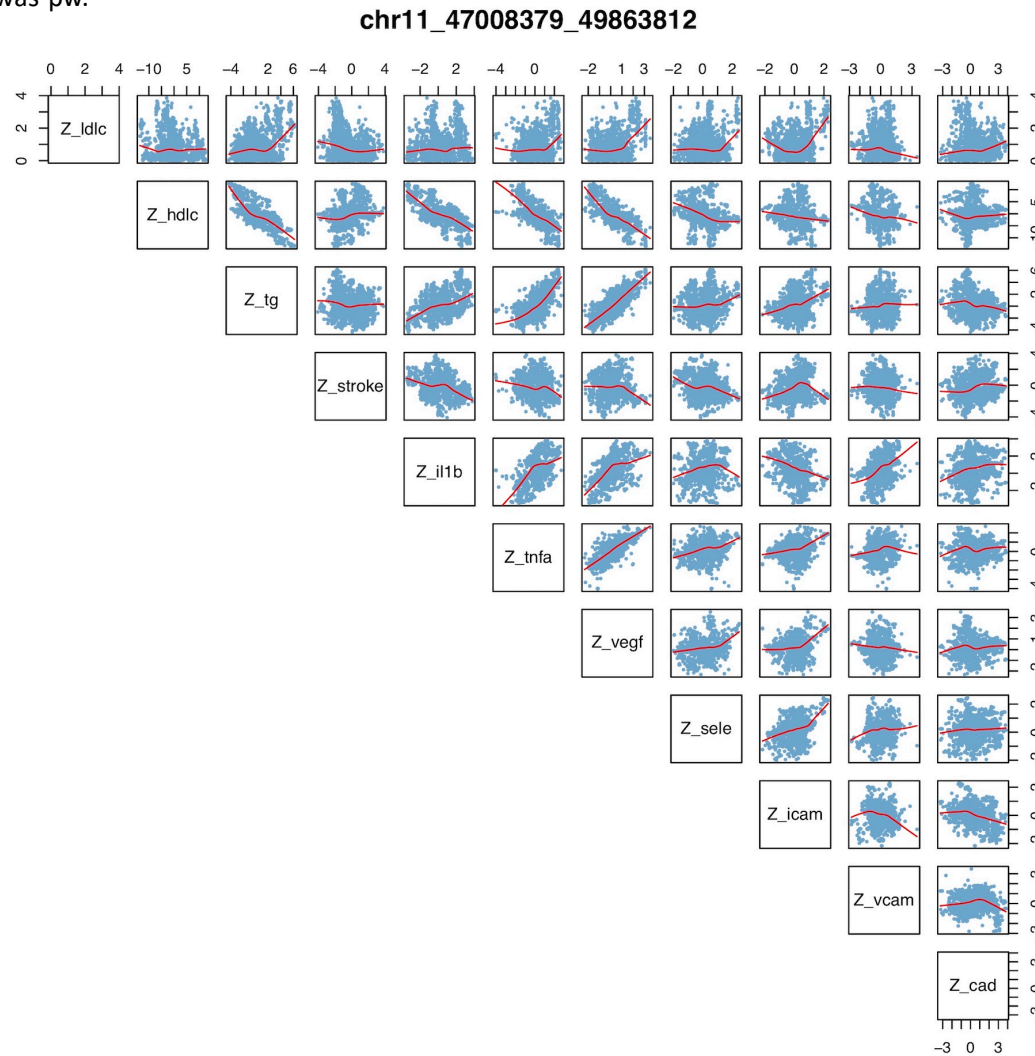 was pw.
chr11_47008379_49863812
0 2 4 −10 5 −4 2 6 −4 0 4 −2 2 −4 0 −2 1 3 −2 0 2 −2 0 2 −3 0 3 −3 0 3
4
2
0
Z_ldlc
Z_hdlc
Z_tg
Z_stroke
Z_il1b
Z_tnfa
Z_vegf
Z_sele
Z_icam
Z_vcam
Z_cad
−3 0 3